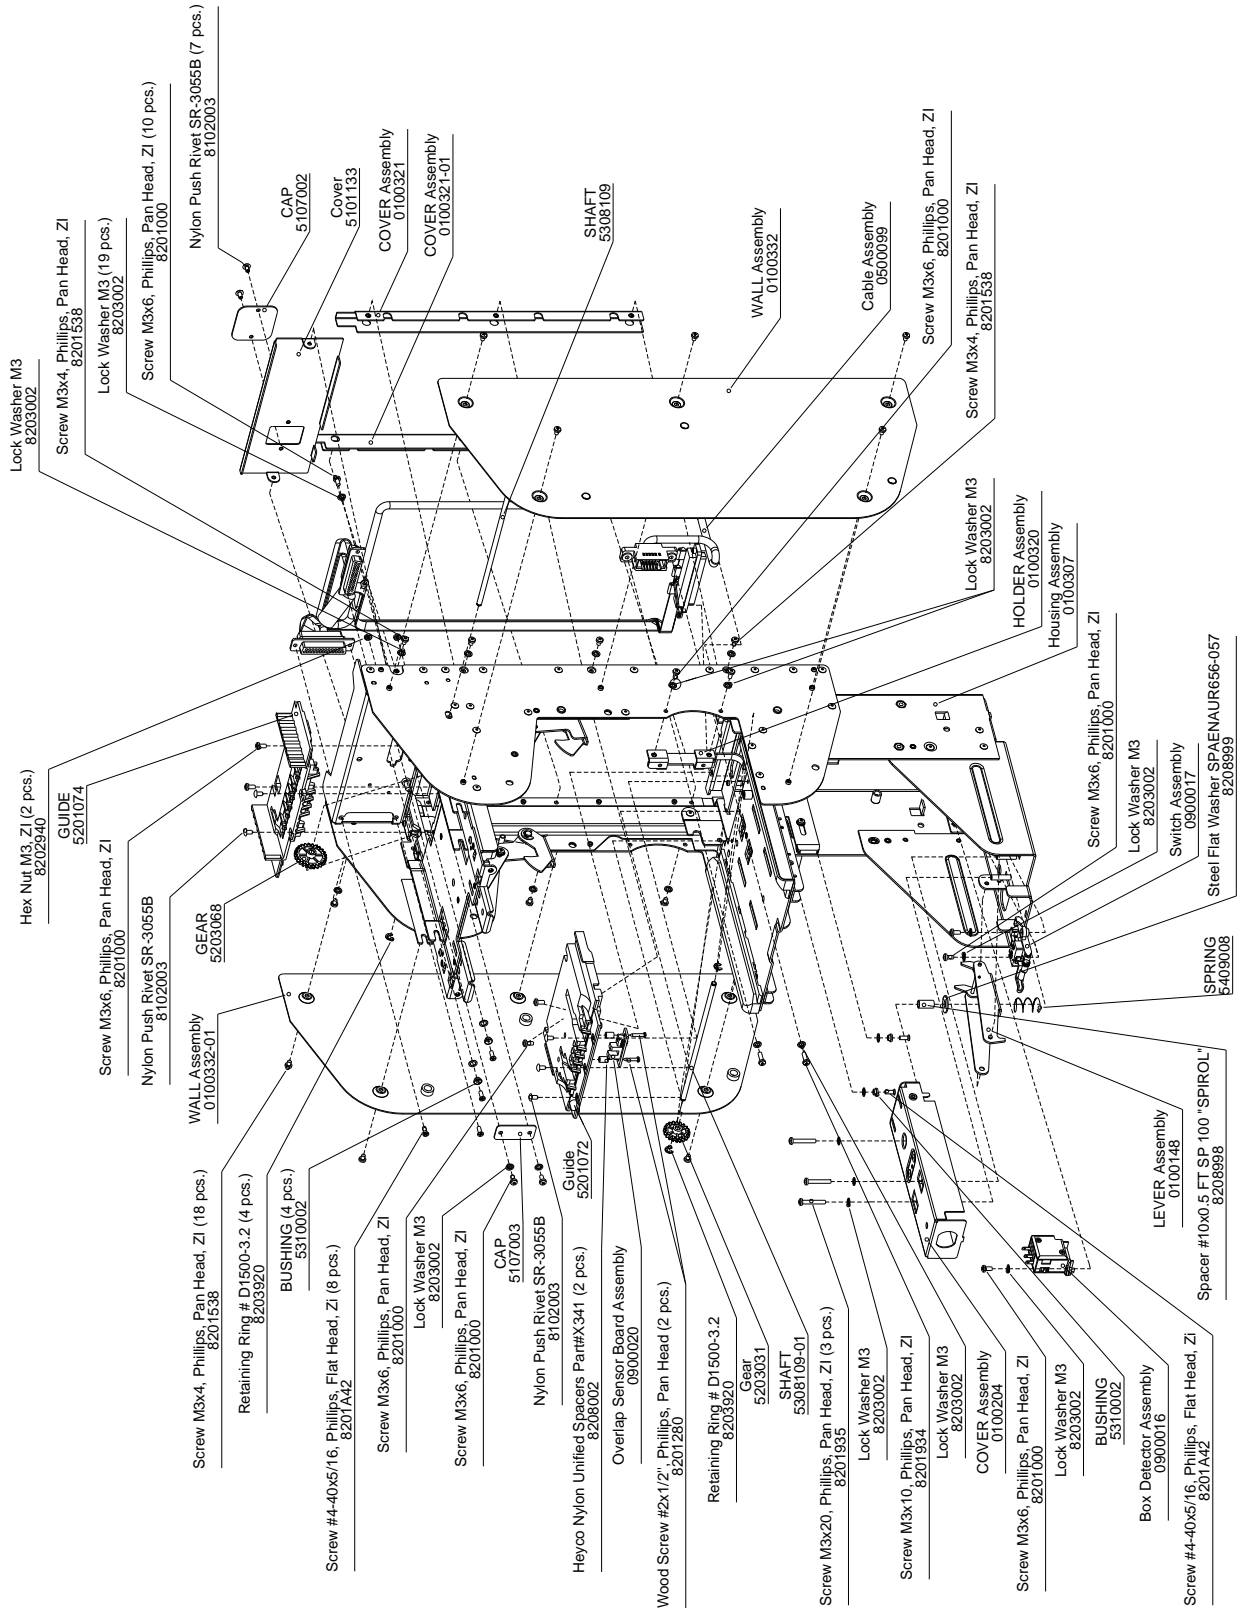 Lock Washer M3
8203002
Screw M3x4, Phillips, Pan Head, ZI
8201538
Lock Washer M3 (19 pcs.)
8203002
Screw M3x6, Phillips, Pan Head, ZI (10 pcs.)
8201000
Nylon Push Rivet SR-3055B (7 pcs.)
8102003
CAP
5107002
Cover
5101133
COVER Assembly
0100321
COVER Assembly
0100321-01
SHAFT
5308109
WALL Assembly
0100332
Cable Assembly
0500099
Screw M3x6, Phillips, Pan Head, ZI
8201000
Screw M3x4, Phillips, Pan Head, ZI
8201538
Lock Washer M3
8203002
HOLDER Assembly
0100320
Housing Assembly
0100307
Screw M3x6, Phillips, Pan Head, ZI
8201000
Lock Washer M3
8203002
Switch Assembly
0900017
Steel Flat Washer SPAENAUR656-057
8208999
SPRING
5409008
Hex Nut M3, ZI (2 pcs.)
8202940
GUIDE
5201074
Screw M3x6, Phillips, Pan Head, ZI
8201000
Nylon Push Rivet SR-3055B
8102003
GEAR
5203068
WALL Assembly
0100332-01
Screw M3x4, Phillips, Pan Head, ZI (18 pcs.)
8201538
Retaining Ring # D1500-3.2 (4 pcs.)
8203920
BUSHING (4 pcs.)
5310002
Screw #4-40x5/16, Phillips, Flat Head, Zi (8 pcs.)
8201A42
Screw M3x6, Phillips, Pan Head, ZI
8201000
Lock Washer M3
8203002
Screw M3x6, Phillips, Pan Head, ZI
8201000
CAP
5107003
Nylon Push Rivet SR-3055B
8102003
Guide
5201072
Heyco Nylon Unified Spacers Part#X341 (2 pcs.)
8208002
Overlap Sensor Board Assembly
0900020
Wood Screw #2x1/2", Phillips, Pan Head (2 pcs.)
8201280
Retaining Ring # D1500-3.2
8203920
Gear
5203031
SHAFT
5308109-01
Screw M3x20, Phillips, Pan Head, ZI (3 pcs.)
8201935
Lock Washer M3
8203002
Screw M3x10, Phillips, Pan Head, ZI
8201934
Lock Washer M3
8203002
COVER Assembly
0100204
Screw M3x6, Phillips, Pan Head, ZI
8201000
Lock Washer M3
8203002
BUSHING
5310002
Box Detector Assembly
0900016
Screw #4-40x5/16, Phillips, Flat Head, ZI
8201A42
LEVER Assembly
0100148
Spacer #10x0.5 FT SP 100 "SPIROL"
8208998